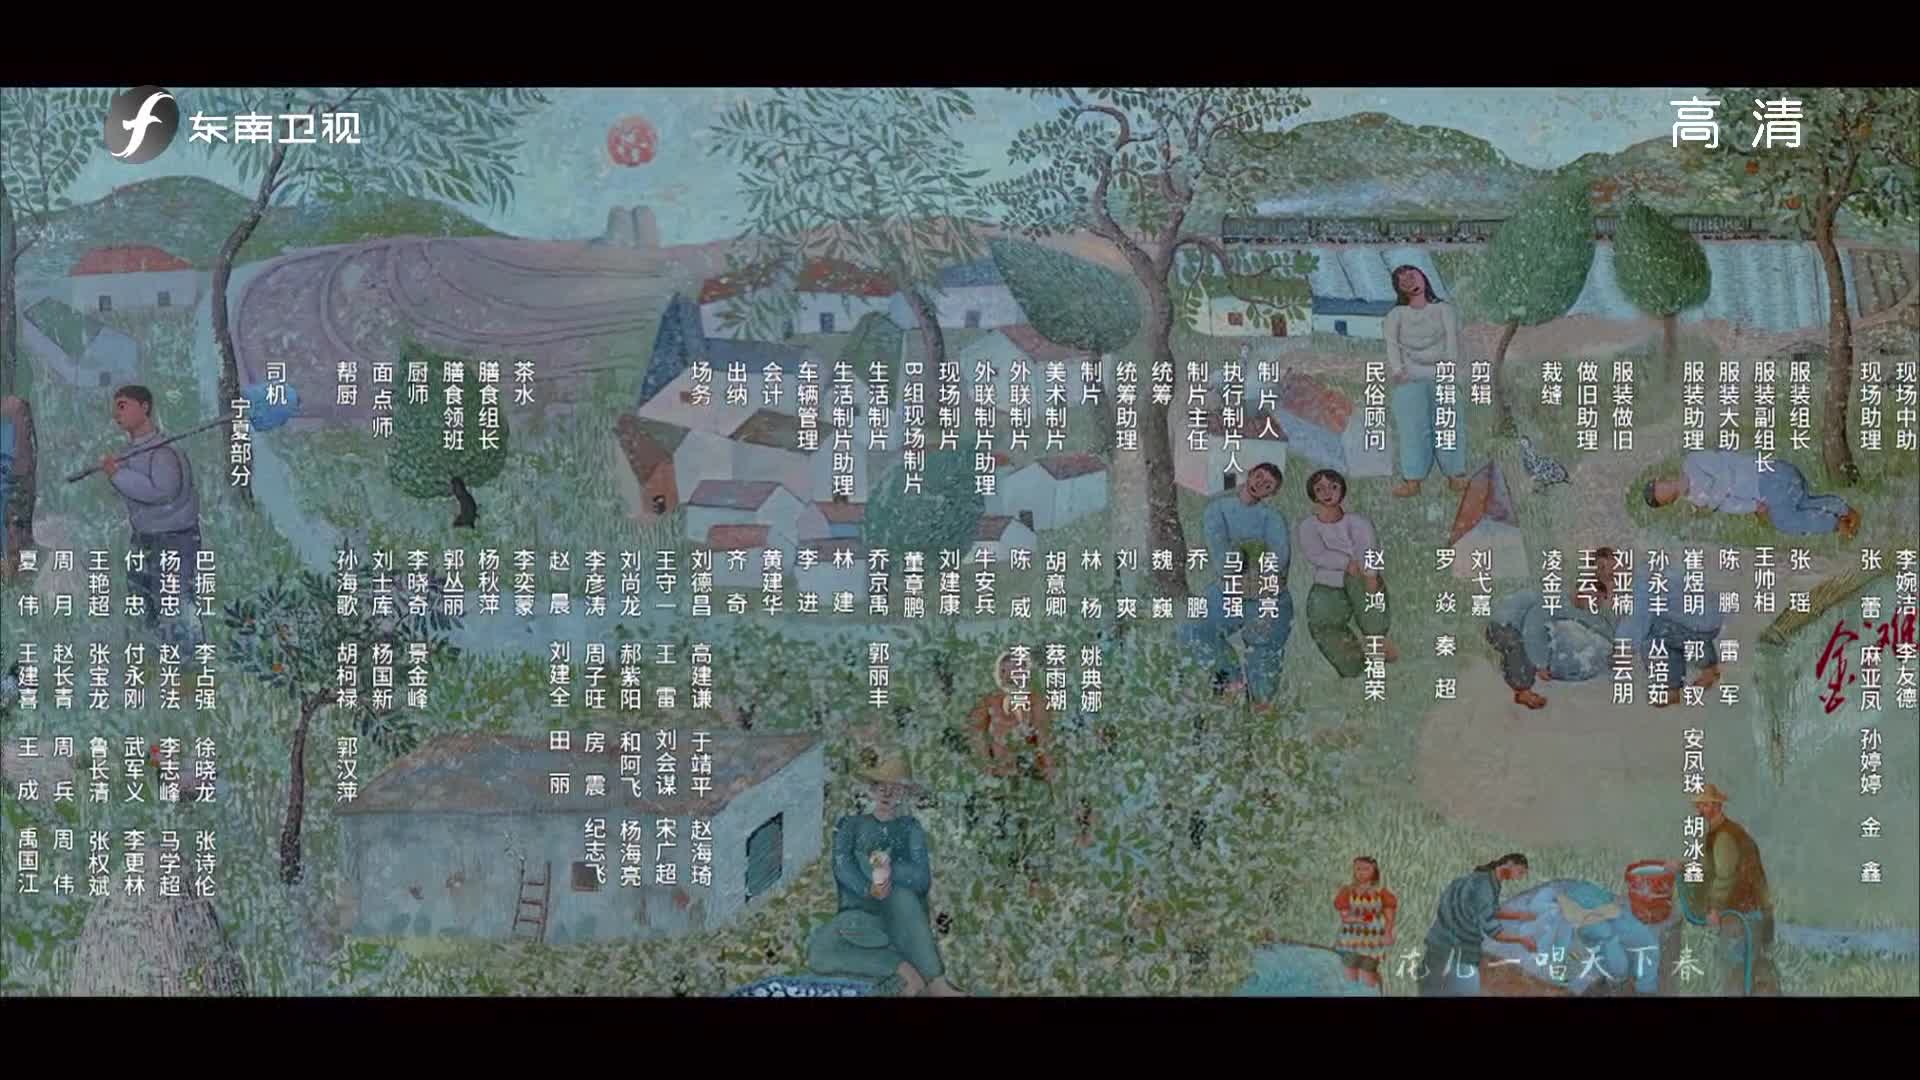 东南卫视
高清
现场中助 李婉洁 李友德
现场助理 张蕾 麻亚凤 孙婷婷 金鑫
服装组长 张瑶
服装副组长 王帅相
服装大助 陈鹏 雷军
服装助理 崔煜明 郭钗 安凤珠 胡冰鑫
孙永丰 丛培茹
服装做旧 刘亚楠 王云朋
做旧助理 王云飞
裁缝 凌金平
剪辑 刘弋嘉
剪辑助理 罗焱 秦超
民俗顾问 赵鸿 王福荣
制片人 侯鸿亮
执行制片人 马正强
制片主任 乔鹏
统筹 魏巍
统筹助理 刘爽
制片 林杨 姚典娜
美术制片 胡意卿 蔡雨潮
外联制片 陈威 李守亮
外联制片助理 牛安兵
现场制片 刘建康
B组现场制片 董章鹏
生活制片 乔京禹 郭丽丰
生活制片助理 林建
车辆管理 李进
会计 黄建华
出纳 齐奇
场务 刘德昌 高建谦 于靖平 赵海琦
王守一 王雷 刘会谋 宋广超
刘尚龙 郝紫阳 和阿飞 杨海亮
李彦涛 周子旺 房震 纪志飞
赵晨 刘建全 田丽
茶水 李奕蒙
膳食组长 杨秋萍
膳食领班 郭丛丽
厨师 李晓奇 景金峰
面点师 刘士库 杨国新
帮厨 孙海歌 胡柯禄 郭汉萍
司机
宁夏部分
巴振江 李占强 徐晓龙 张诗伦
杨连忠 赵光法 李志峰 马学超
付忠 付永刚 武军义 李更林
王艳超 张宝龙 鲁长清 张权斌
周月 赵长青 周兵 周伟
夏伟 王建喜 王成 禹国江
金滩
花儿一唱天下春